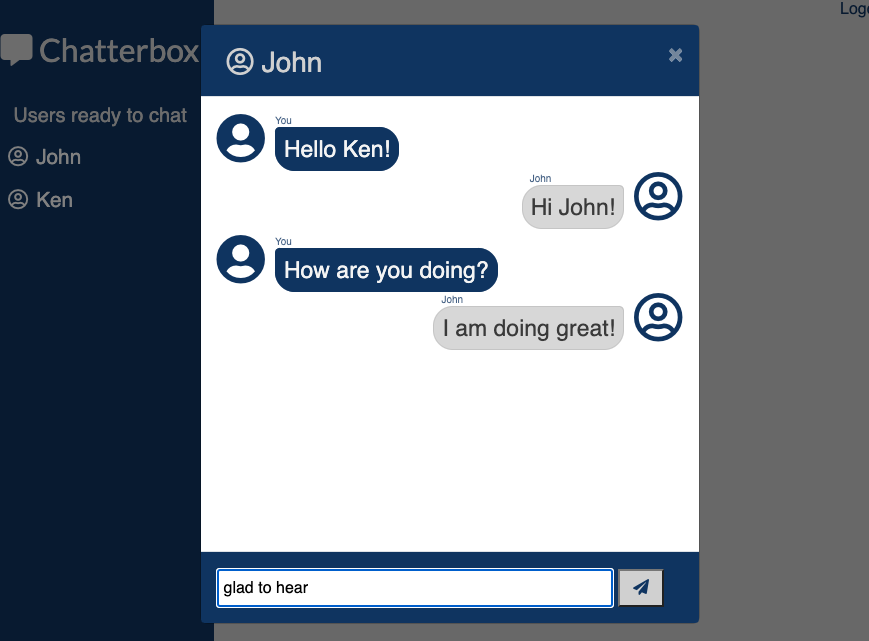 Chatterbox
Users ready to chat
John
Ken
John
×
You
Hello Ken!
John
Hi John!
You
How are you doing?
John
I am doing great!
glad to hear